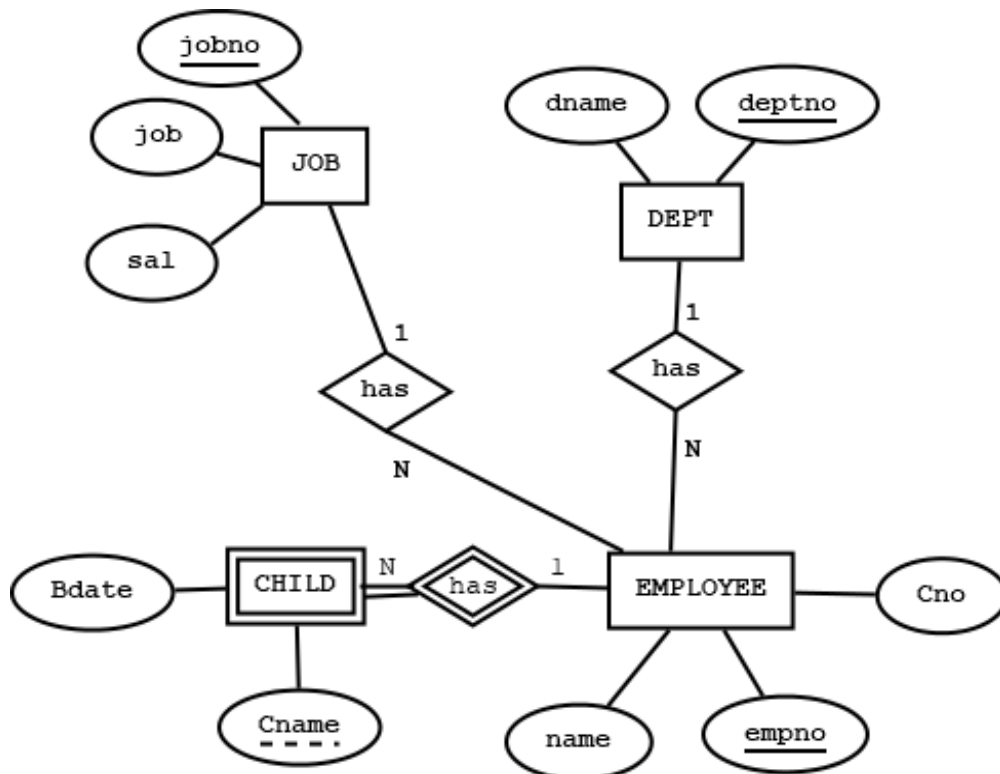 jobno
job
JOB
sal
dname
deptno
DEPT
1
has
N
1
has
N
Bdate
CHILD
N
has
1
EMPLOYEE
Cno
Cname
name
empno